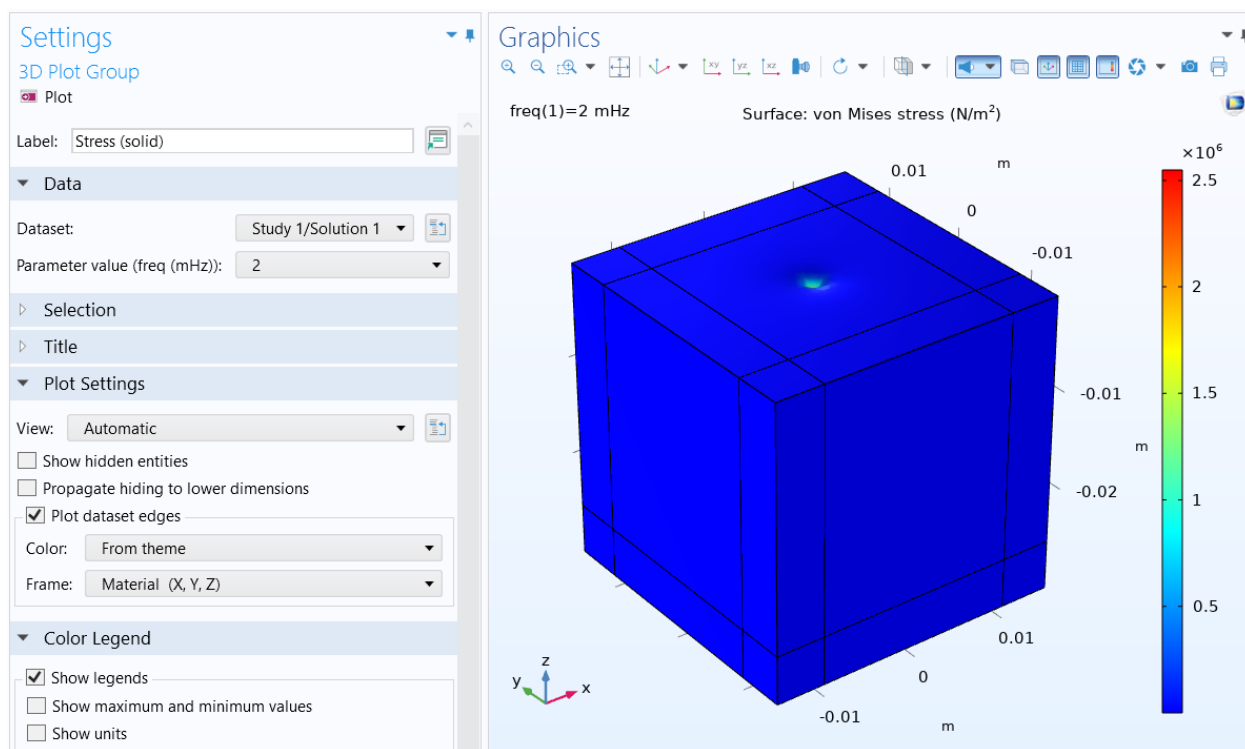 Settings
3D Plot Group
Plot
Label: Stress (solid)
Data
Dataset: Study 1/Solution 1
Parameter value (freq (mHz)): 2
Selection
Title
Plot Settings
View: Automatic
Show hidden entities
Propagate hiding to lower dimensions
Plot dataset edges
Color: From theme
Frame: Material (X, Y, Z)
Color Legend
Show legends
Show maximum and minimum values
Show units
Graphics
xy yz xz
freq(1)=2 mHz
Surface: von Mises stress (N/m²)
×10⁶
0.01 m
0
-0.01
-0.01
m
-0.02
0.01
0
-0.01
m
2.5
2
1.5
1
0.5
z
y x